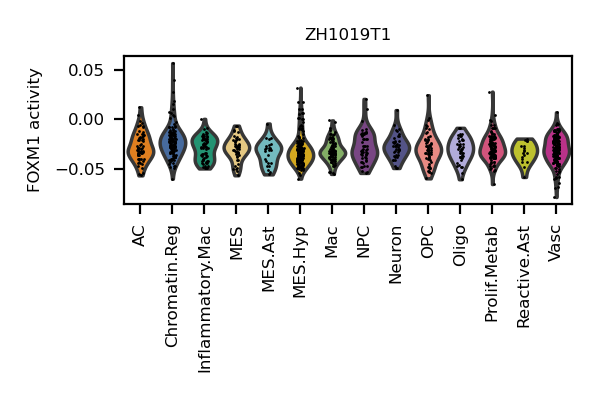 ZH1019T1
FOXM1 activity
0.05
0.00
−0.05
AC
Chromatin.Reg
Inflammatory.Mac
MES
MES.Ast
MES.Hyp
Mac
NPC
Neuron
OPC
Oligo
Prolif.Metab
Reactive.Ast
Vasc